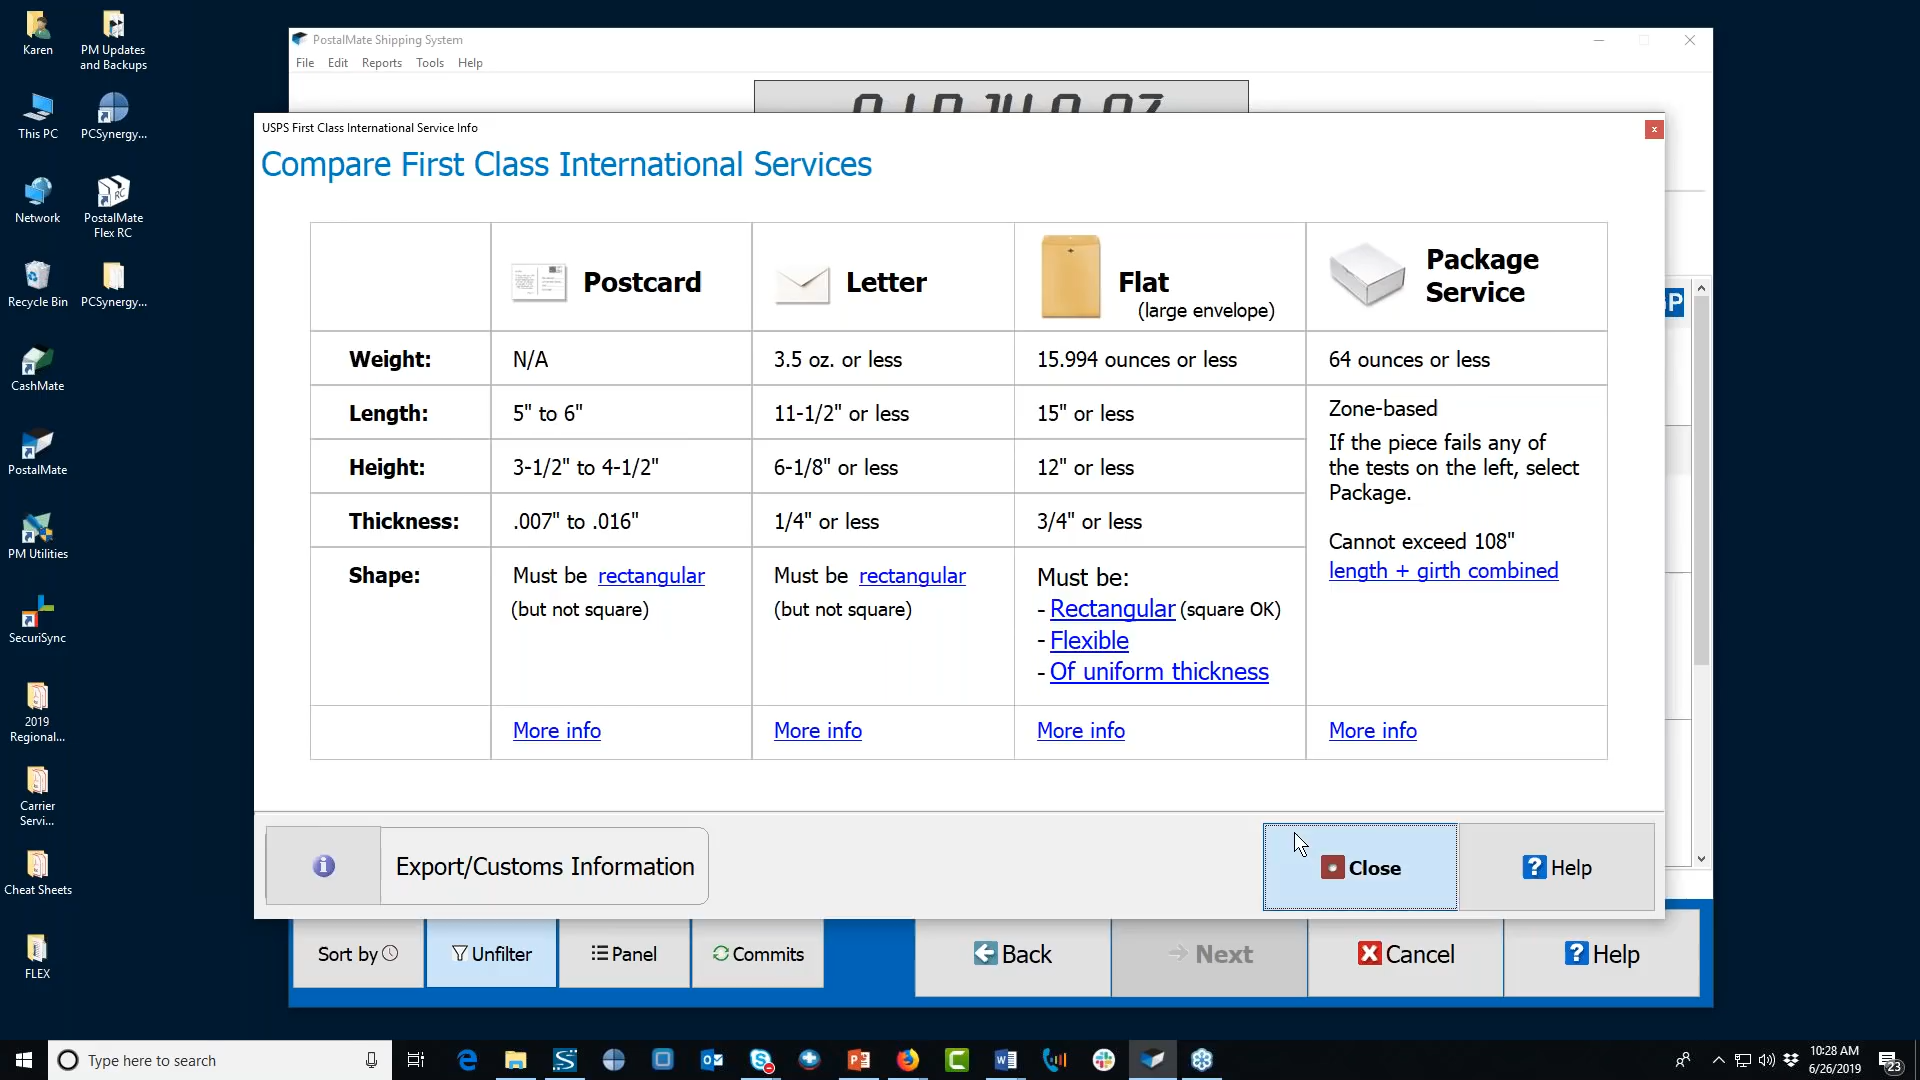 Karen
PM Updates
and Backups
This PC
PCSynergy...
Network
PostalMate
Flex RC
Recycle Bin
PCSynergy...
CashMate
PostalMate
PM Utilities
SecuriSync
2019
Regional...
Carrier
Servi...
Cheat Sheets
FLEX
PostalMate Shipping System
File Edit Reports Tools Help
USPS First Class International Service Info
Compare First Class International Services
Postcard
Letter
Flat
(large envelope)
Package
Service
Weight: N/A 3.5 oz. or less 15.994 ounces or less 64 ounces or less
Length: 5" to 6" 11-1/2" or less 15" or less
Height: 3-1/2" to 4-1/2" 6-1/8" or less 12" or less
Thickness: .007" to .016" 1/4" or less 3/4" or less
Zone-based
If the piece fails any of
the tests on the left, select
Package.
Cannot exceed 108"
length + girth combined
Shape: Must be rectangular
(but not square)
Must be rectangular
(but not square)
Must be:
- Rectangular (square OK)
- Flexible
- Of uniform thickness
More info More info More info More info
Export/Customs Information
Close
Help
Sort by Unfilter Panel Commits Back Next Cancel Help
Type here to search
10:28 AM
6/26/2019
23